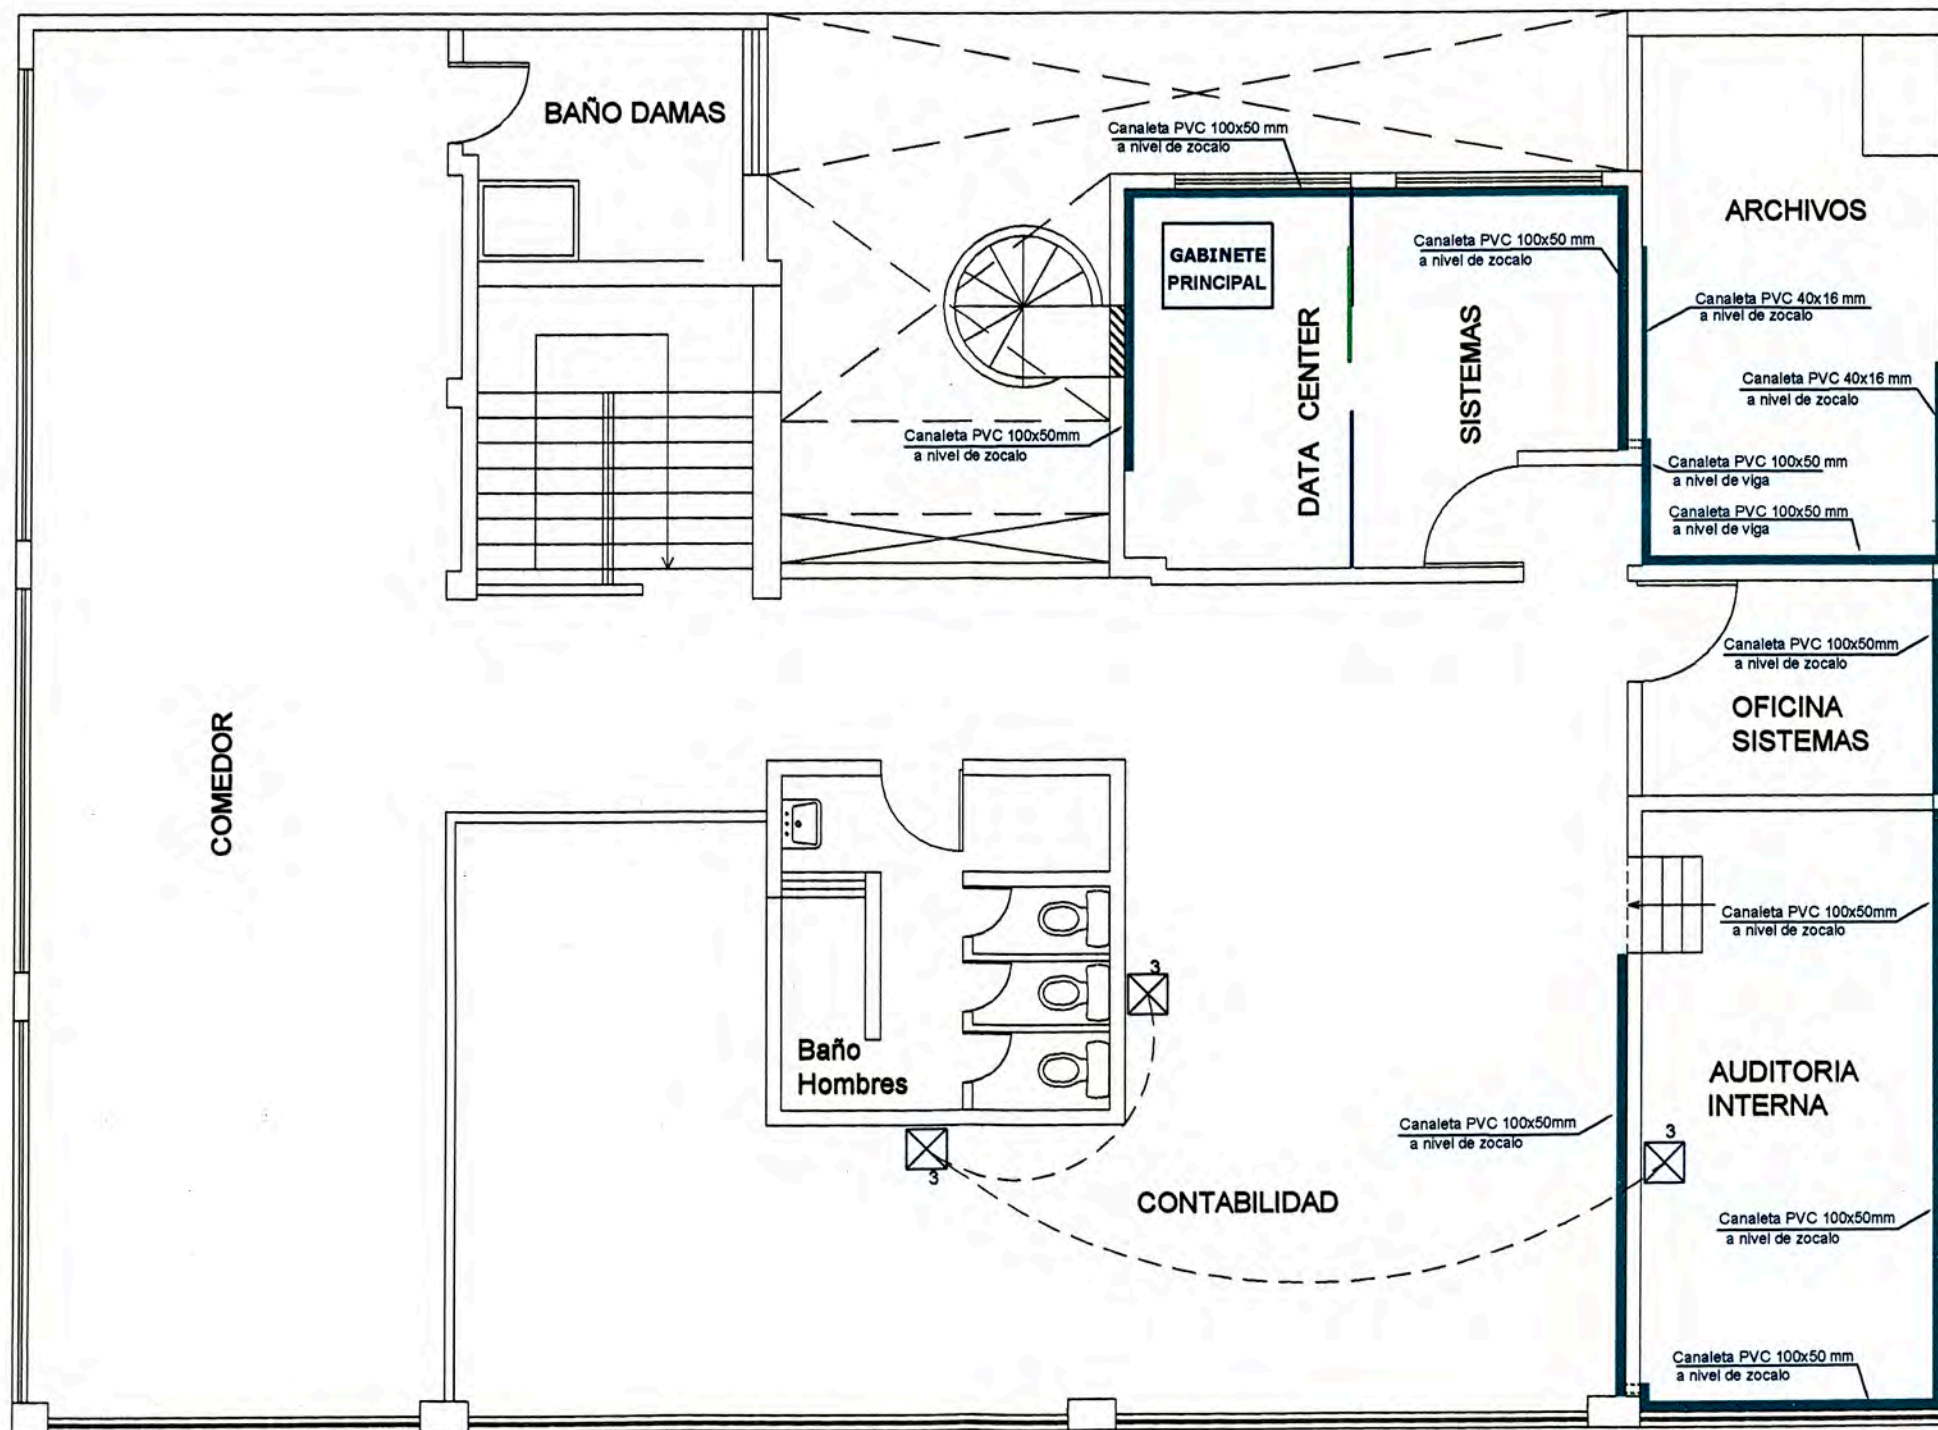 BAÑO DAMAS
Canaleta PVC 100x50 mm
a nivel de zocalo
ARCHIVOS
GABINETE
PRINCIPAL
Canaleta PVC 100x50 mm
a nivel de zocalo
Canaleta PVC 40x16 mm
a nivel de zocalo
DATA CENTER
SISTEMAS
Canaleta PVC 40x16 mm
a nivel de zocalo
Canaleta PVC 100x50mm
a nivel de zocalo
Canaleta PVC 100x50 mm
a nivel de viga
Canaleta PVC 100x50 mm
a nivel de viga
Canaleta PVC 100x50mm
a nivel de zocalo
OFICINA
SISTEMAS
COMEDOR
Canaleta PVC 100x50mm
a nivel de zocalo
3
Baño
Hombres
AUDITORIA
INTERNA
Canaleta PVC 100x50mm
a nivel de zocalo
3
3
CONTABILIDAD
Canaleta PVC 100x50mm
a nivel de zocalo
Canaleta PVC 100x50 mm
a nivel de zocalo